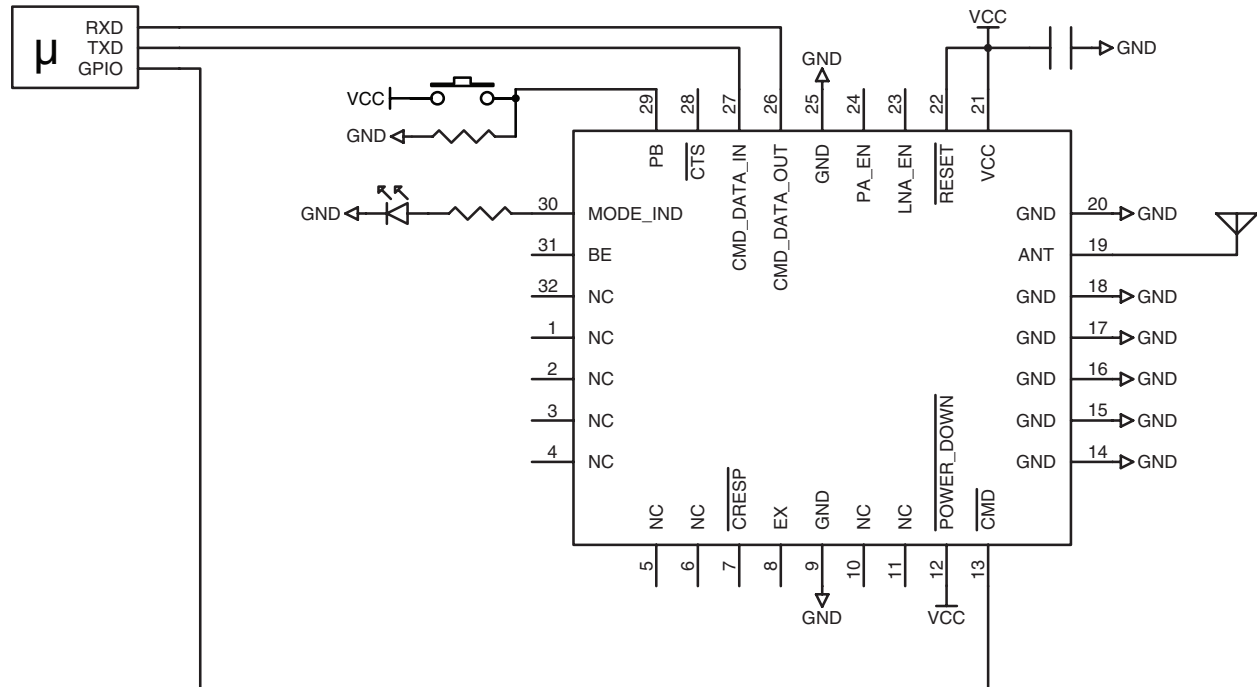 RXD
TXD
GPIO
μ
VCC
GND
VCC
GND
GND
29
28
27
26
25
24
23
22
21
PB
CTS
CMD_DATA_IN
CMD_DATA_OUT
GND
PA_EN
LNA_EN
RESET
VCC
GND
30
MODE_IND
31
BE
32
NC
1
NC
2
NC
3
NC
4
NC
GND
20
GND
ANT
19
GND
18
GND
GND
17
GND
GND
16
GND
GND
15
GND
GND
14
GND
NC
NC
CRESP
EX
GND
NC
NC
POWER_DOWN
CMD
5
6
7
8
9
10
11
12
13
GND
VCC